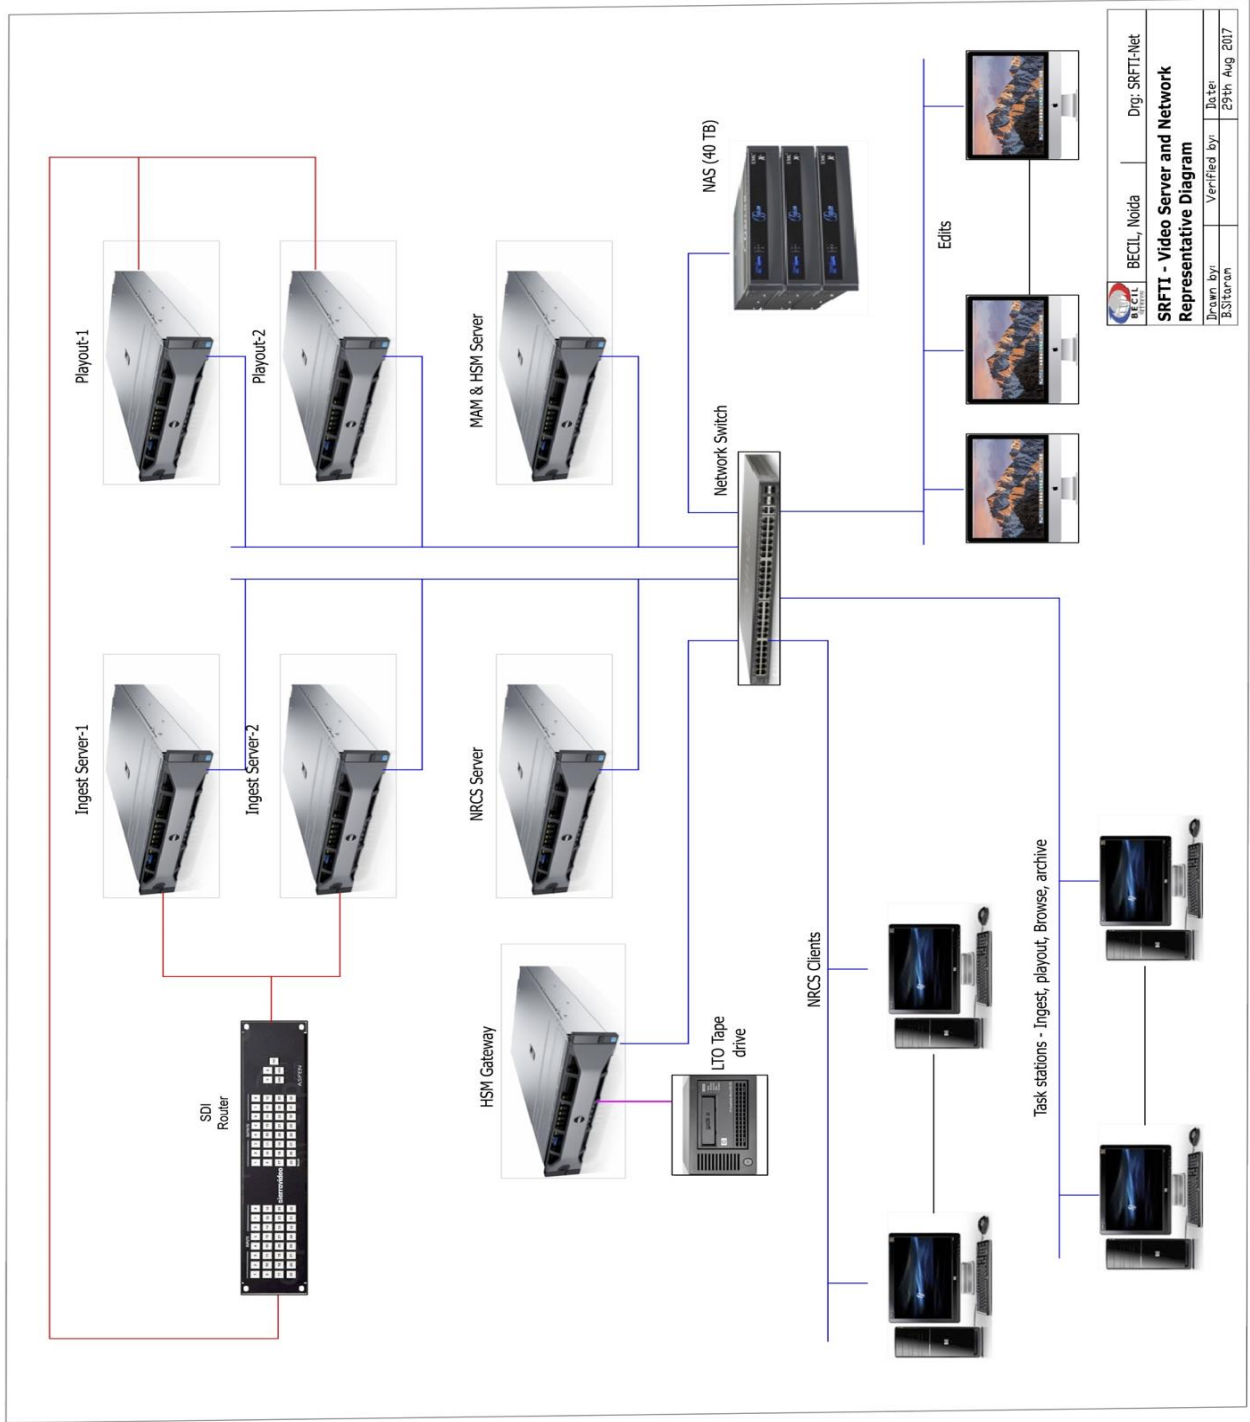 SDI
Router
Ingest Server-1
Playout-1
Ingest Server-2
Playout-2
HSM Gateway
NRCS Server
MAM & HSM Server
LTO Tape
drive
Network Switch
NAS (40 TB)
NRCS Clients
Edits
Task stations - Ingest, playout, Browse, archive
sierravideo
ASPEN
BECIL
BECIL, Noida
Drg: SRFTI-Net
SRFTI - Video Server and Network
Representative Diagram
Drawn by:
Verified by:
Date:
B.Sitaram
29th Aug 2017